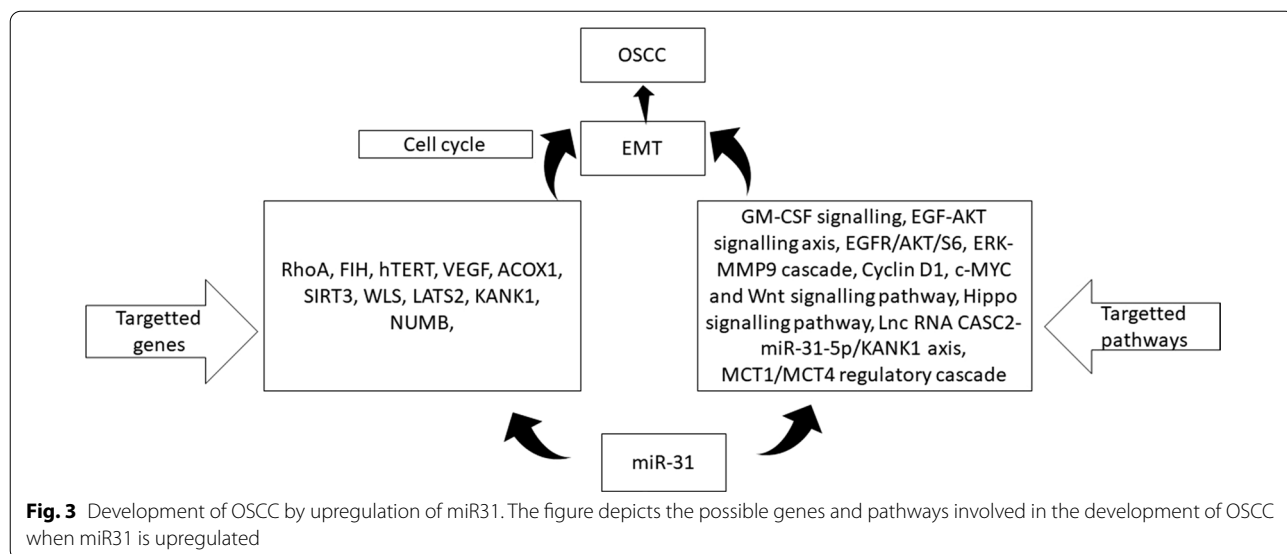 OSCC
Cell cycle
EMT
RhoA, FIH, hTERT, VEGF, ACOX1,
SIRT3, WLS, LATS2, KANK1,
NUMB,
GM-CSF signalling, EGF-AKT
signalling axis, EGFR/AKT/S6, ERK-
MMP9 cascade, Cyclin D1, c-MYC
and Wnt signalling pathway, Hippo
signalling pathway, Lnc RNA CASC2-
miR-31-5p/KANK1 axis,
MCT1/MCT4 regulatory cascade
Targetted
genes
Targetted
pathways
miR-31
Fig. 3 Development of OSCC by upregulation of miR31. The figure depicts the possible genes and pathways involved in the development of OSCC
when miR31 is upregulated